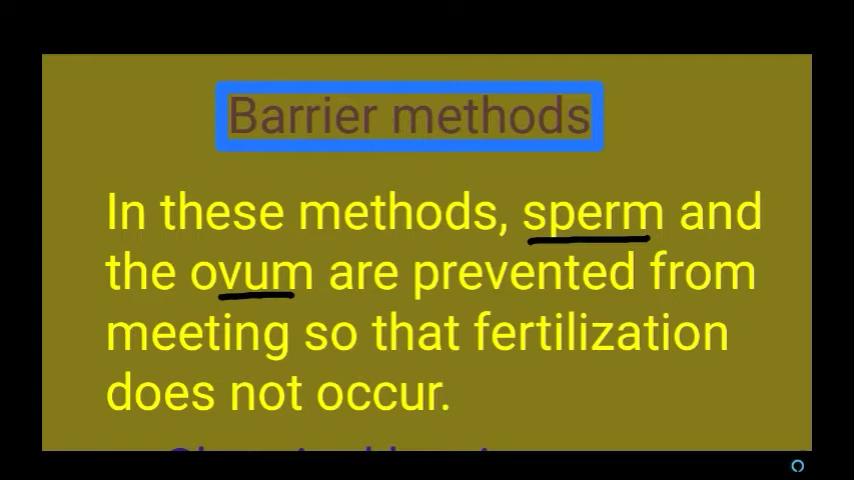 Barrier methods
In these methods, sperm and
the ovum are prevented from
meeting so that fertilization
does not occur.